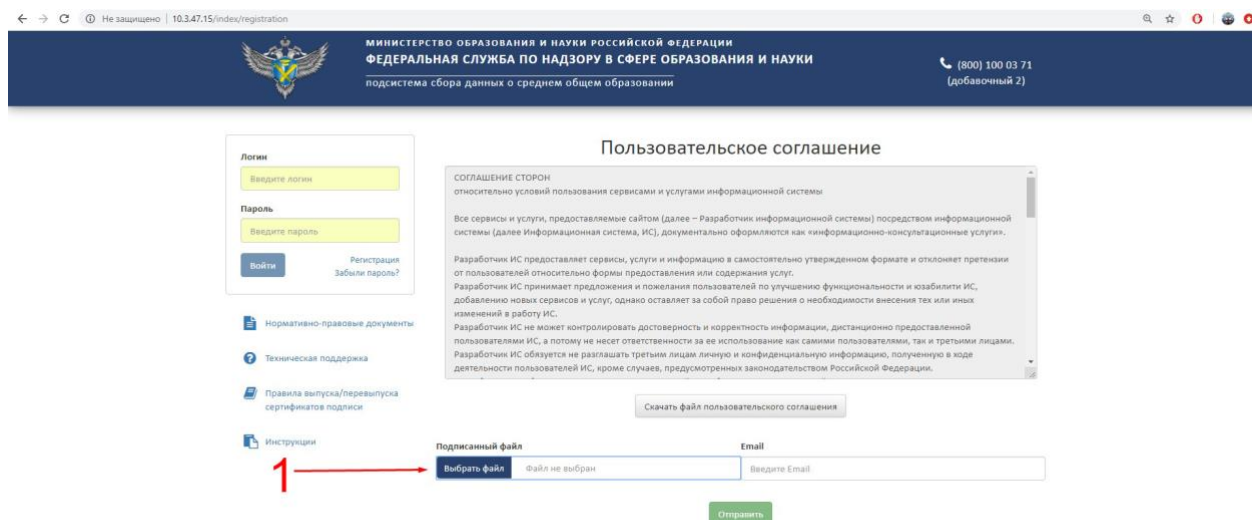 Не защищено | 10.3.47.15/index/registration
МИНИСТЕРСТВО ОБРАЗОВАНИЯ И НАУКИ РОССИЙСКОЙ ФЕДЕРАЦИИ
ФЕДЕРАЛЬНАЯ СЛУЖБА ПО НАДЗОРУ В СФЕРЕ ОБРАЗОВАНИЯ И НАУКИ
подсистема сбора данных о среднем общем образовании
(800) 100 03 71
(добавочный 2)
Логин
Введите логин
Пароль
Введите пароль
Войти
Регистрация
Забыли пароль?
Нормативно-правовые документы
Техническая поддержка
Правила выпуска/перевыпуска
сертификатов подписи
Инструкции
1
Пользовательское соглашение
СОГЛАШЕНИЕ СТОРОН
относительно условий пользования сервисами и услугами информационной системы
Все сервисы и услуги, предоставляемые сайтом (далее – Разработчик информационной системы) посредством информационной
системы (далее Информационная система, ИС), документально оформляются как «информационно-консультационные услуги».
Разработчик ИС предоставляет сервисы, услуги и информацию в самостоятельно утвержденном формате и отклоняет претензии
от пользователей относительно формы предоставления или содержания услуг.
Разработчик ИС принимает предложения и пожелания пользователей по улучшению функциональности и юзабилити ИС,
добавлению новых сервисов и услуг, однако оставляет за собой право решения о необходимости внесения тех или иных
изменений в работу ИС.
Разработчик ИС не может контролировать достоверность и корректность информации, дистанционно предоставленной
пользователями ИС, а потому не несет ответственности за ее использование как самими пользователями, так и третьими лицами.
Разработчик ИС обязуется не разглашать третьим лицам личную и конфиденциальную информацию, полученную в ходе
деятельности пользователей ИС, кроме случаев, предусмотренных законодательством Российской Федерации.
Скачать файл пользовательского соглашения
Подписанный файл
Выбрать файл
Файл не выбран
Email
Введите Email
Отправить